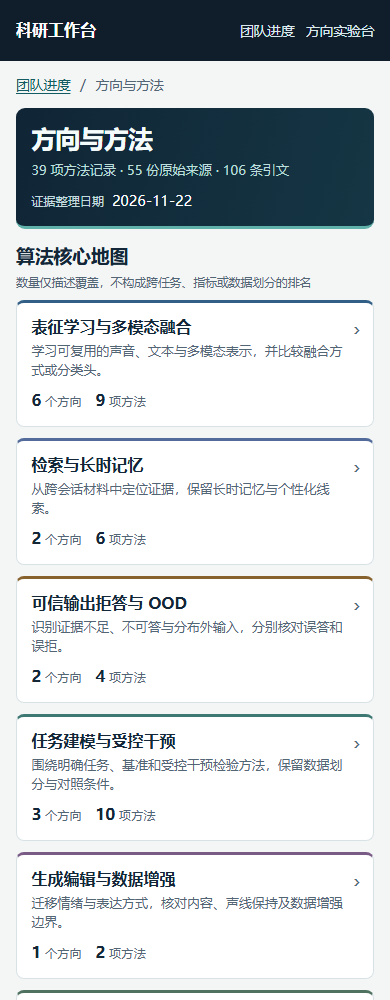 科研工作台
团队进度 方向实验台
团队进度 / 方向与方法
方向与方法
39 项方法记录 · 55 份原始来源 · 106 条引文
证据整理日期 2026-11-22
算法核心地图
数量仅描述覆盖，不构成跨任务、指标或数据划分的排名
表征学习与多模态融合 ›
学习可复用的声音、文本与多模态表示，并比较融合方
式或分类头。
6 个方向 9 项方法
检索与长时记忆 ›
从跨会话材料中定位证据，保留长时记忆与个性化线
索。
2 个方向 6 项方法
可信输出拒答与 OOD ›
识别证据不足、不可答与分布外输入，分别核对误答和
误拒。
2 个方向 4 项方法
任务建模与受控干预 ›
围绕明确任务、基准和受控干预检验方法，保留数据划
分与对照条件。
3 个方向 10 项方法
生成编辑与数据增强 ›
迁移情绪与表达方式，核对内容、声线保持及数据增强
边界。
1 个方向 2 项方法